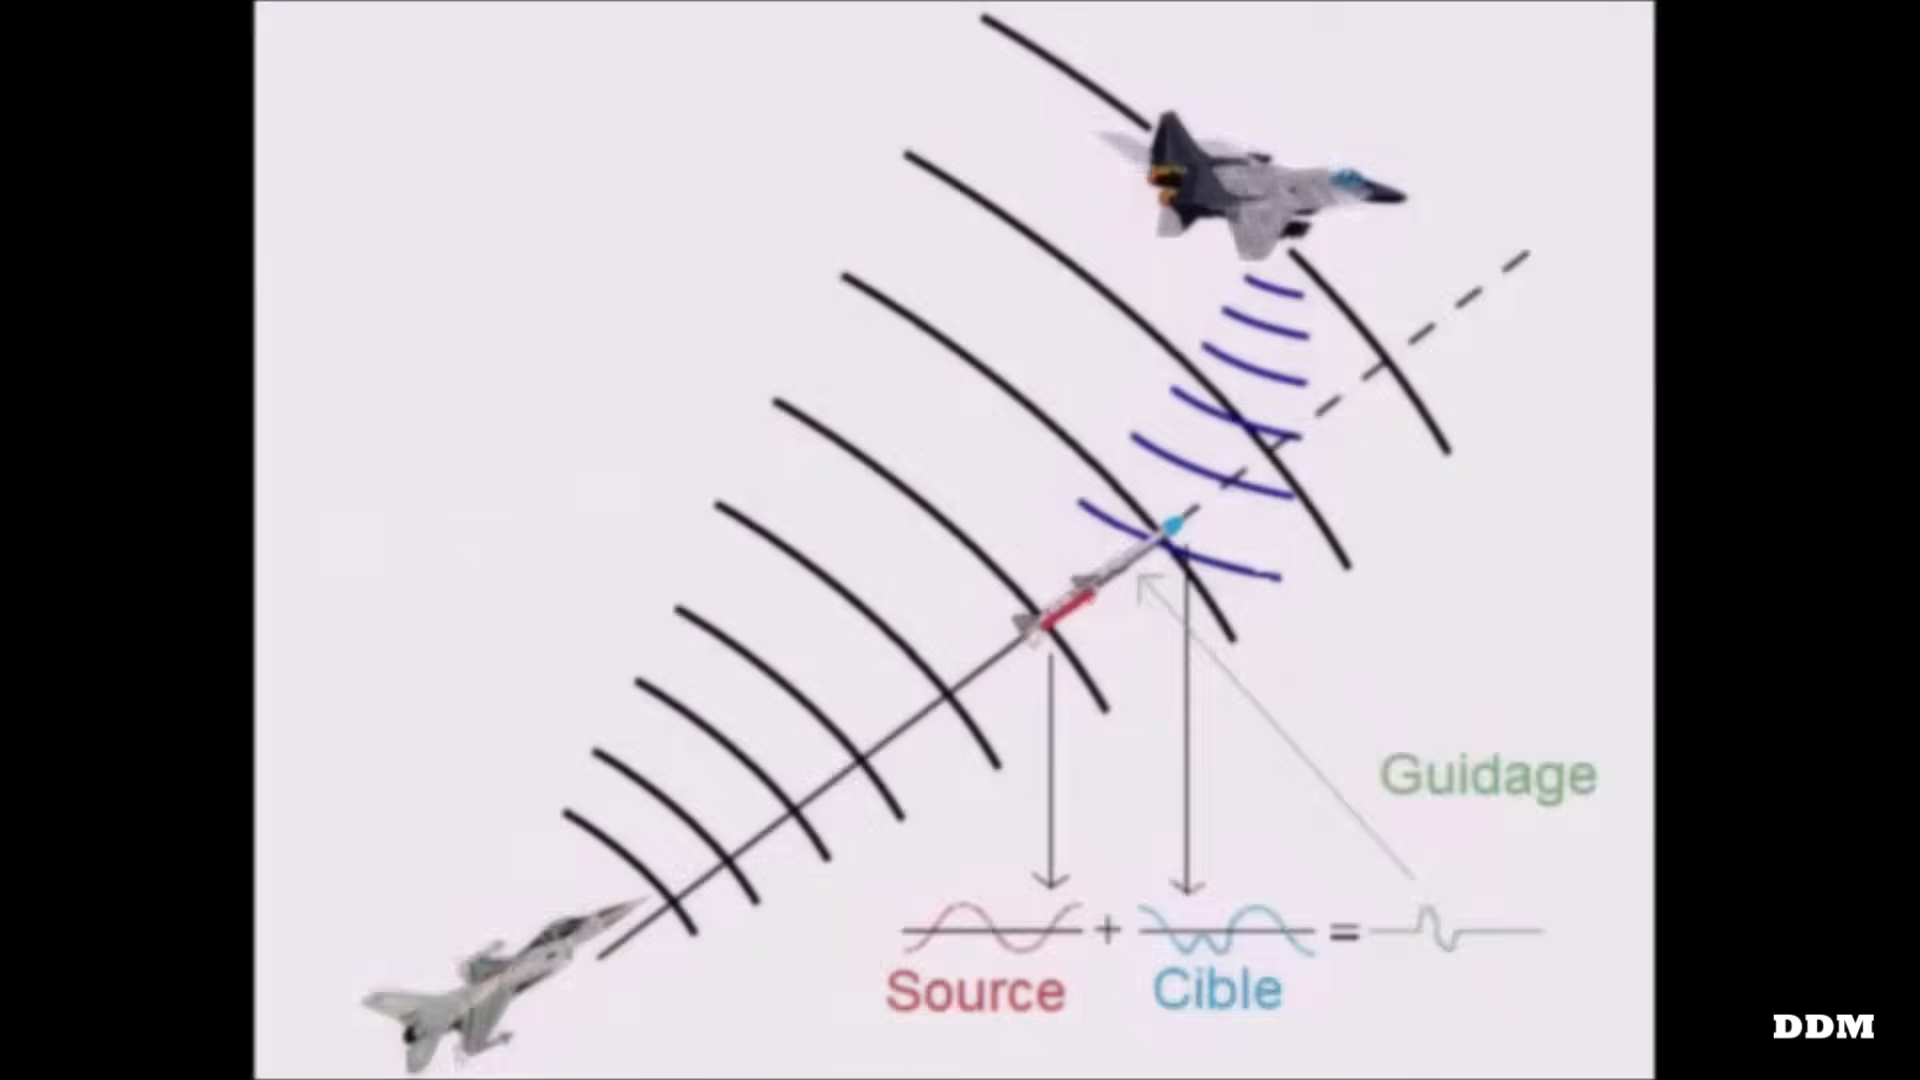 Guidage
+
=
Source
Cible
DDM